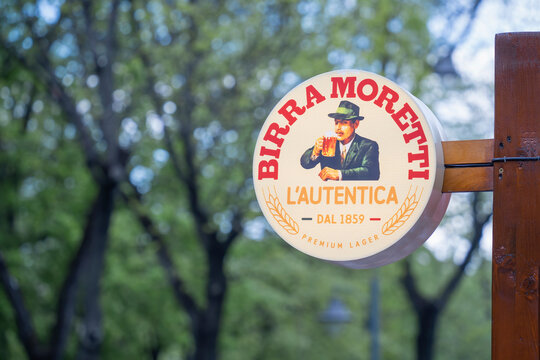 BIRRA MORETTI
L'AUTENTICA
DAL 1859
PREMIUM LAGER